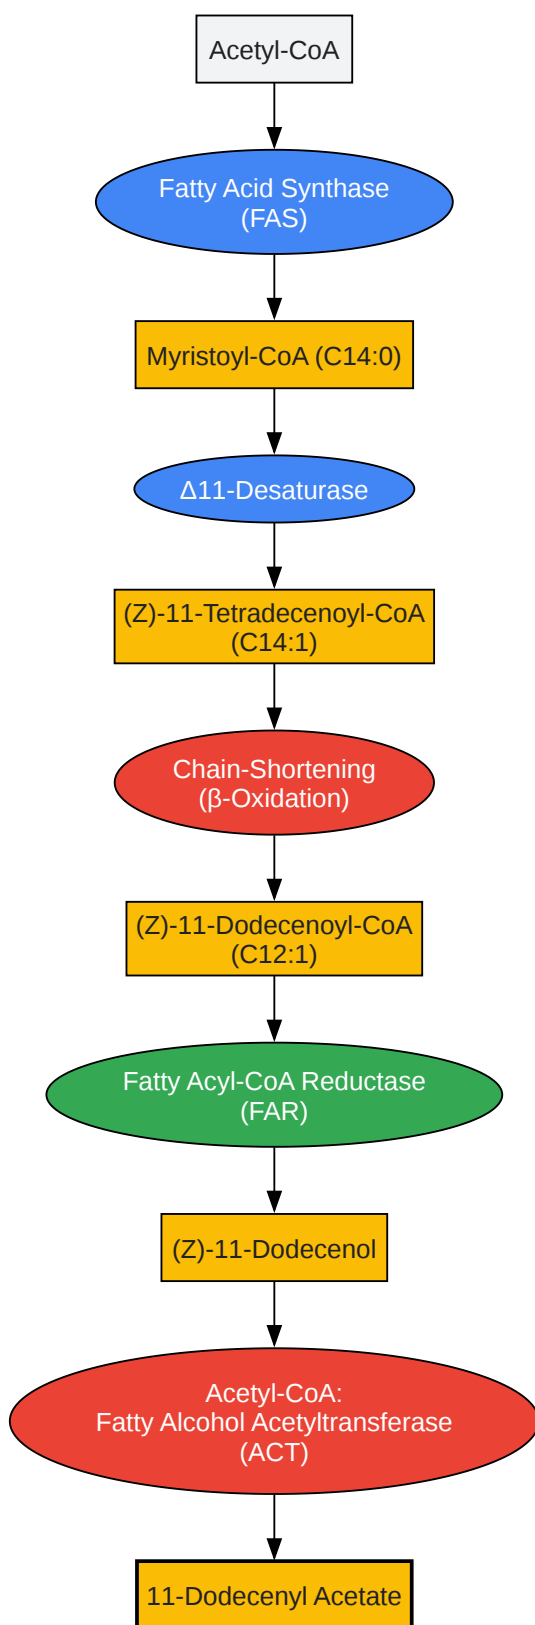 Acetyl-CoA
Fatty Acid Synthase
(FAS)
Myristoyl-CoA (C14:0)
Δ11-Desaturase
(Z)-11-Tetradecenoyl-CoA
(C14:1)
Chain-Shortening
(β-Oxidation)
(Z)-11-Dodecenoyl-CoA
(C12:1)
Fatty Acyl-CoA Reductase
(FAR)
(Z)-11-Dodecenol
Acetyl-CoA:
Fatty Alcohol Acetyltransferase
(ACT)
11-Dodecenyl Acetate